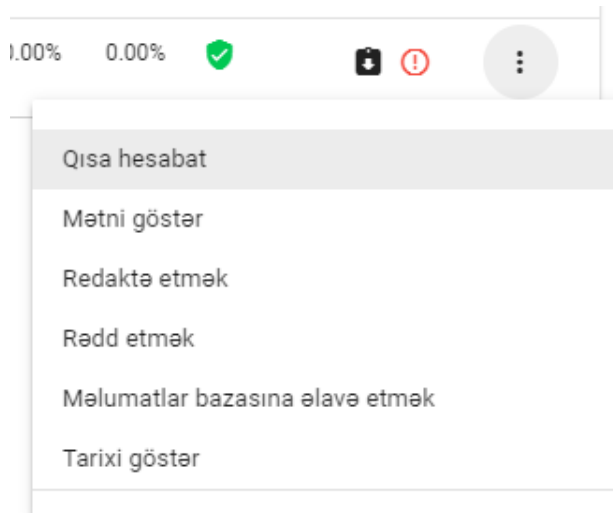 0.00% 0.00%
Qısa hesabat
Mətni göstər
Redaktə etmək
Rədd etmək
Məlumatlar bazasına əlavə etmək
Tarixi göstər